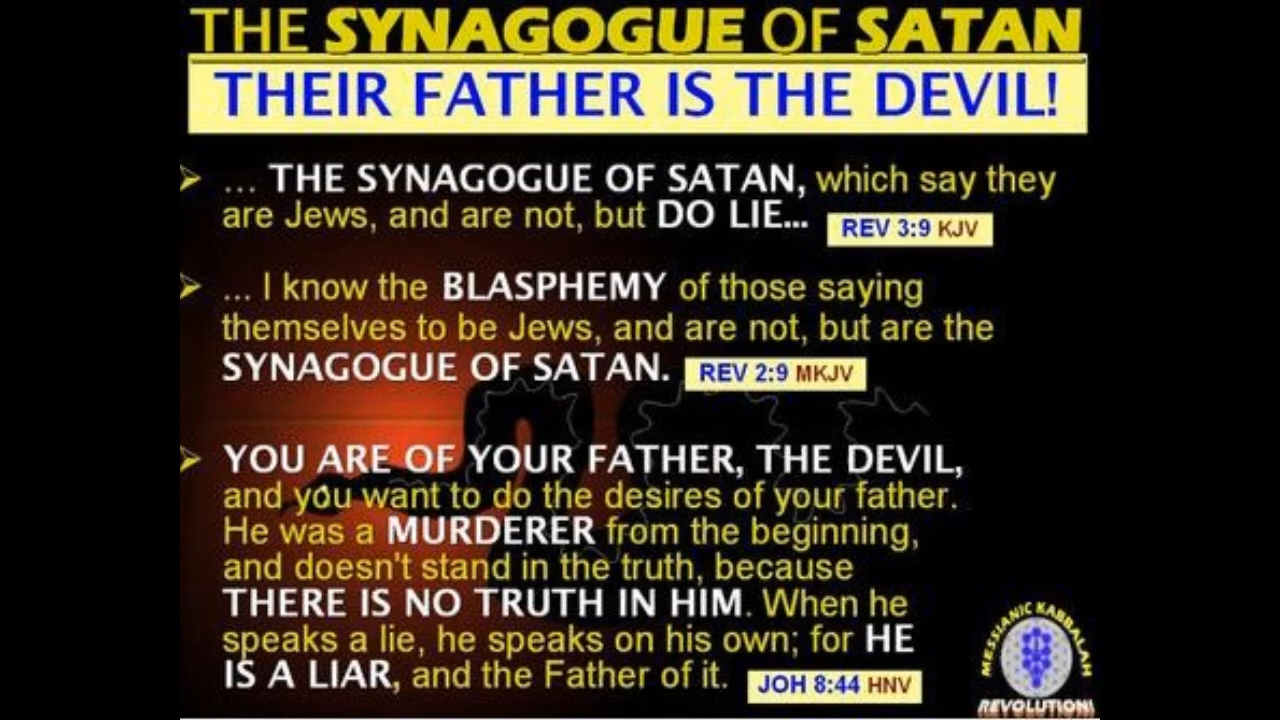 THE SYNAGOGUE OF SATAN
THEIR FATHER IS THE DEVIL!
... THE SYNAGOGUE OF SATAN, which say they
are Jews, and are not, but DO LIE... REV 3:9 KJV
... I know the BLASPHEMY of those saying
themselves to be Jews, and are not, but are the
SYNAGOGUE OF SATAN. REV 2:9 MKJV
YOU ARE OF YOUR FATHER, THE DEVIL,
and you want to do the desires of your father.
He was a MURDERER from the beginning,
and doesn't stand in the truth, because
THERE IS NO TRUTH IN HIM. When he
speaks a lie, he speaks on his own; for HE
IS A LIAR, and the Father of it. JOH 8:44 HNV
MESSIANIC KABBALAH
REVOLUTION!